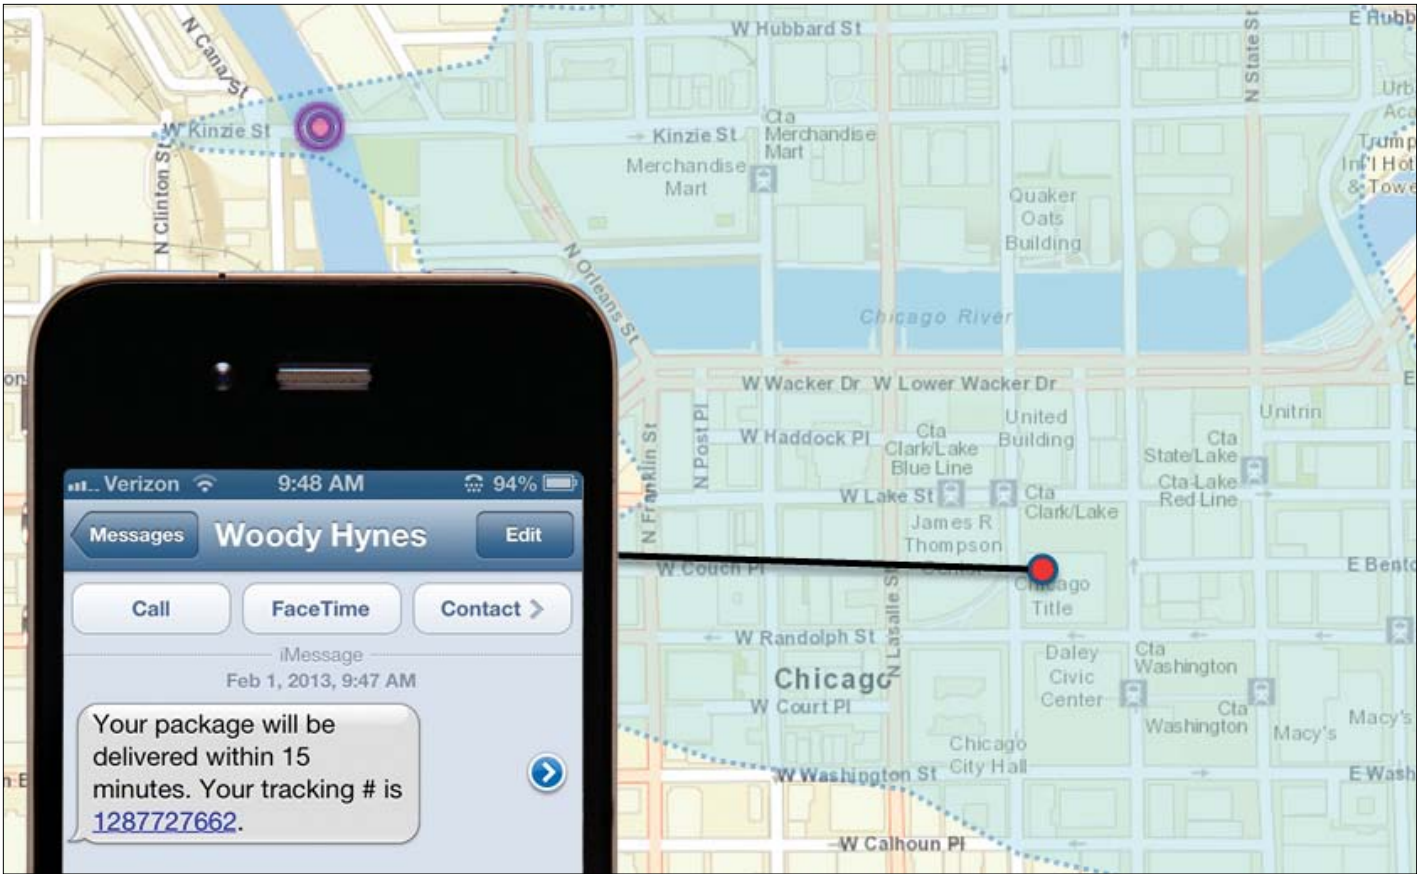 W Hubbard St
E Hubb
N Canal St
N State St
Urb
Aca
W Kinzie St
Kinzie St
Cta
Merchandise
Mart
Merchandise
Mart
Trump
Int'l Hot
& Towe
N Clinton St
Quaker
Oats
Building
N Orleans St
Chicago River
on
W Wacker Dr
W Lower Wacker Dr
E
N Post Pl
N Franklin St
W Haddock Pl
Cta
Clark/Lake
Blue Line
United
Building
Unitrin
Cta
State/Lake
Cta-Lake
Red Line
W Lake St
Cta
Clark/Lake
James R
Thompson
Center
W Couch Pl
Chicago
Title
E Bento
N Lasalle St
W Randolph St
Daley
Civic
Center
Cta
Washington
Chicago
W Court Pl
Cta
Washington
Macy's
Macy's
Chicago
City Hall
W Washington St
E Wash
n E
W Calhoun Pl
Verizon
9:48 AM
94%
Messages
Woody Hynes
Edit
Call
FaceTime
Contact
iMessage
Feb 1, 2013, 9:47 AM
Your package will be
delivered within 15
minutes. Your tracking # is
1287727662.